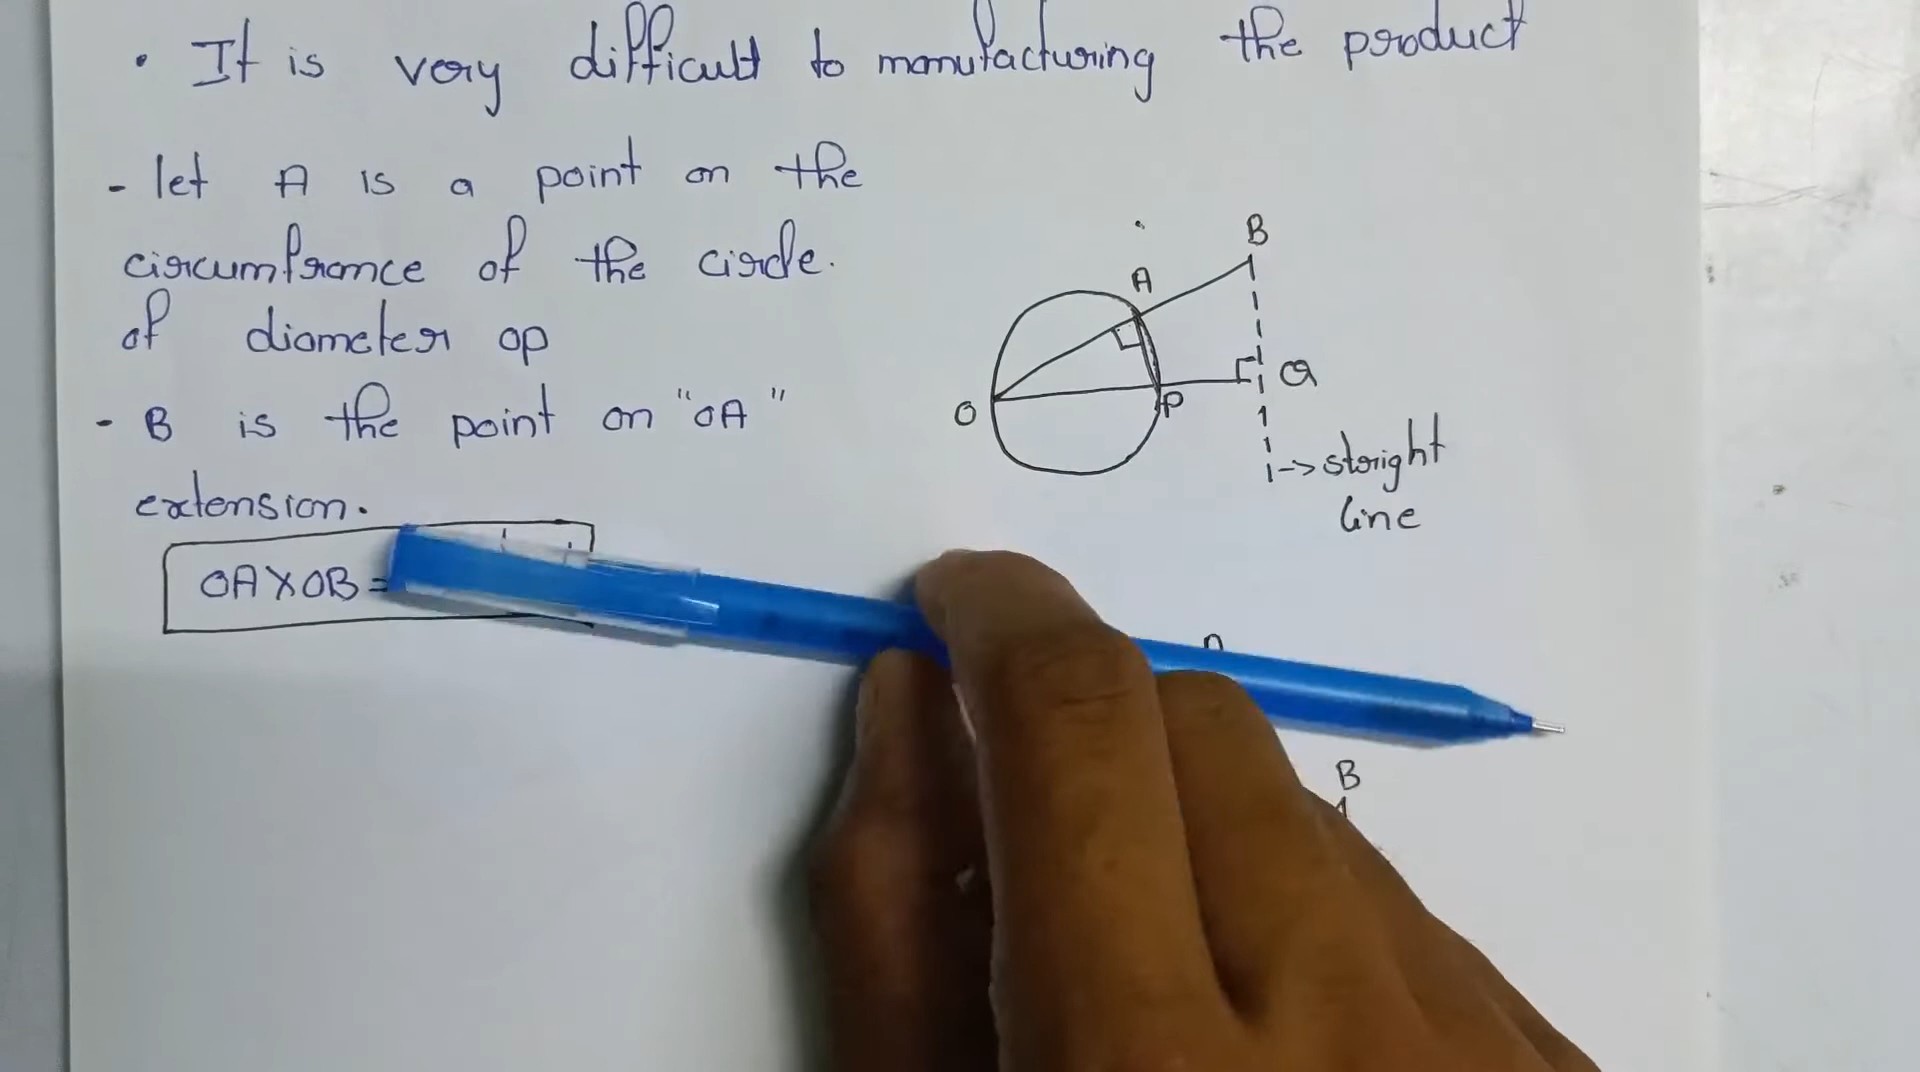 • It is very difficult to manufacturing the product
- let A is a point on the
circumfrance of the circle.
of diameter op
- B is the point on "OA"
extension.
OA X OB =
B
A
Q
O
P
-> stright
line
B